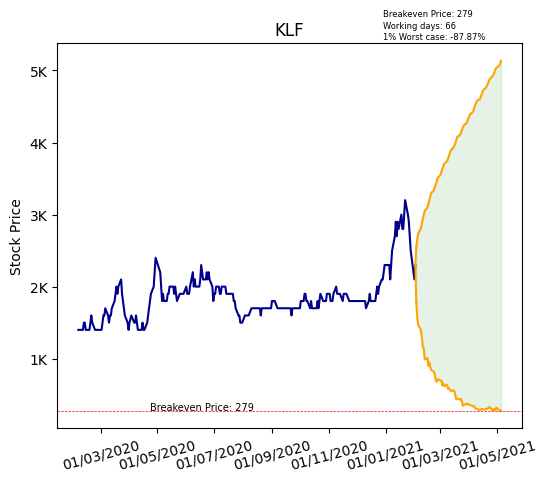 Breakeven Price: 279
Working days: 66
1% Worst case: -87.87%
KLF
Stock Price
5K
4K
3K
2K
1K
Breakeven Price: 279
01/03/2020
01/05/2020
01/07/2020
01/09/2020
01/11/2020
01/01/2021
01/03/2021
01/05/2021